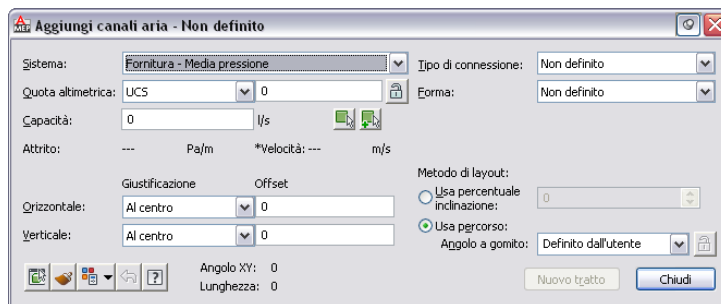 Aggiungi canali aria - Non definito
Sistema: Fornitura - Media pressione Tipo di connessione: Non definito
Quota altimetrica: UCS 0 Forma: Non definito
Capacità: 0 l/s
Attrito: --- Pa/m *Velocità: --- m/s
Metodo di layout:
Giustificazione Offset
Usa percentuale inclinazione: 0
Orizzontale: Al centro 0
Usa percorso:
Verticale: Al centro 0
Angolo a gomito: Definito dall'utente
Angolo XY: 0
Lunghezza: 0
Nuovo tratto Chiudi